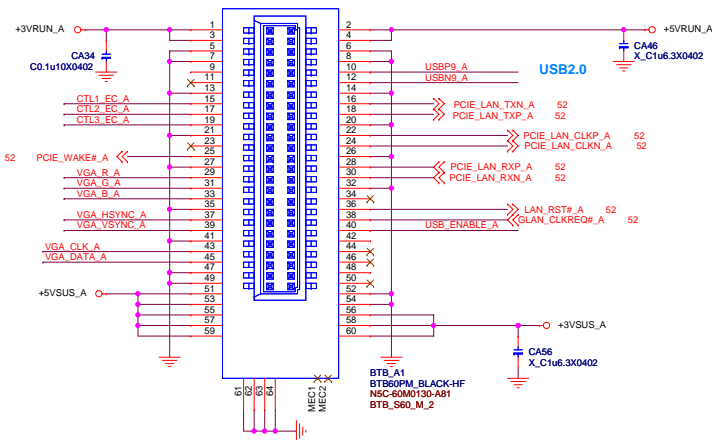 +3VRUN_A
CA34
C0.1u10X0402
1
3
5
7
9
11
13
15
17
19
21
23
25
27
29
31
33
35
37
39
41
43
45
47
49
51
53
55
57
59
CTL1_EC_A
CTL2_EC_A
CTL3_EC_A
52 PCIE_WAKE#_A
VGA_R_A
VGA_G_A
VGA_B_A
VGA_HSYNC_A
VGA_VSYNC_A
VGA_CLK_A
VGA_DATA_A
+5VSUS_A
2
4
6
8
10
12
14
16
18
20
22
24
26
28
30
32
34
36
38
40
42
44
46
48
50
52
54
56
58
60
+5VRUN_A
CA46
X_C1u6.3X0402
USBP9_A
USBN9_A
USB2.0
PCIE_LAN_TXN_A 52
PCIE_LAN_TXP_A 52
PCIE_LAN_CLKP_A 52
PCIE_LAN_CLKN_A 52
PCIE_LAN_RXP_A 52
PCIE_LAN_RXN_A 52
LAN_RST#_A 52
GLAN_CLKREQ#_A 52
USB_ENABLE_A
+3VSUS_A
CA56
X_C1u6.3X0402
61
62
63
64
MEC1
MEC2
BTB_A1
BTB60PM_BLACK-HF
N5C-60M0130-A81
BTB_S60_M_2